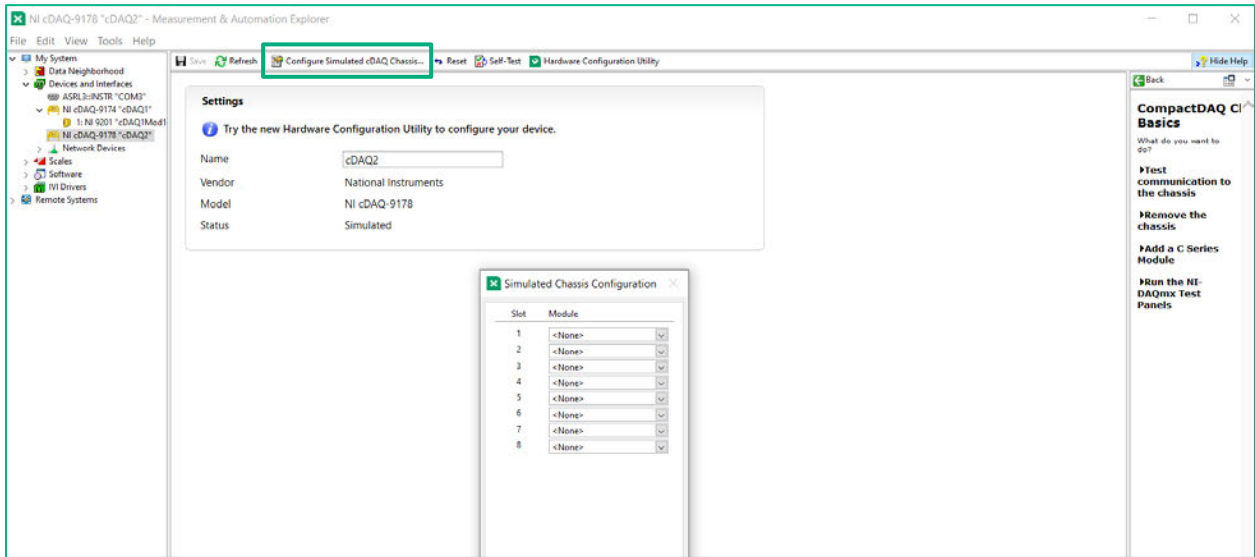 NI cDAQ-9178 "cDAQ2" - Measurement & Automation Explorer
File Edit View Tools Help
My System
Data Neighborhood
Devices and Interfaces
ASRL3::INSTR "COM3"
NI cDAQ-9174 "cDAQ1"
1: NI 9201 "cDAQ1Mod1
NI cDAQ-9178 "cDAQ2"
Network Devices
Scales
Software
IVI Drivers
Remote Systems
Save Refresh Configure Simulated cDAQ Chassis... Reset Self-Test Hardware Configuration Utility Hide Help
Settings
Try the new Hardware Configuration Utility to configure your device.
Name cDAQ2
Vendor National Instruments
Model NI cDAQ-9178
Status Simulated
Simulated Chassis Configuration
Slot Module
1 <None>
2 <None>
3 <None>
4 <None>
5 <None>
6 <None>
7 <None>
8 <None>
Back
CompactDAQ C
Basics
What do you want to
do?
Test
communication to
the chassis
Remove the
chassis
Add a C Series
Module
Run the NI-
DAQmx Test
Panels